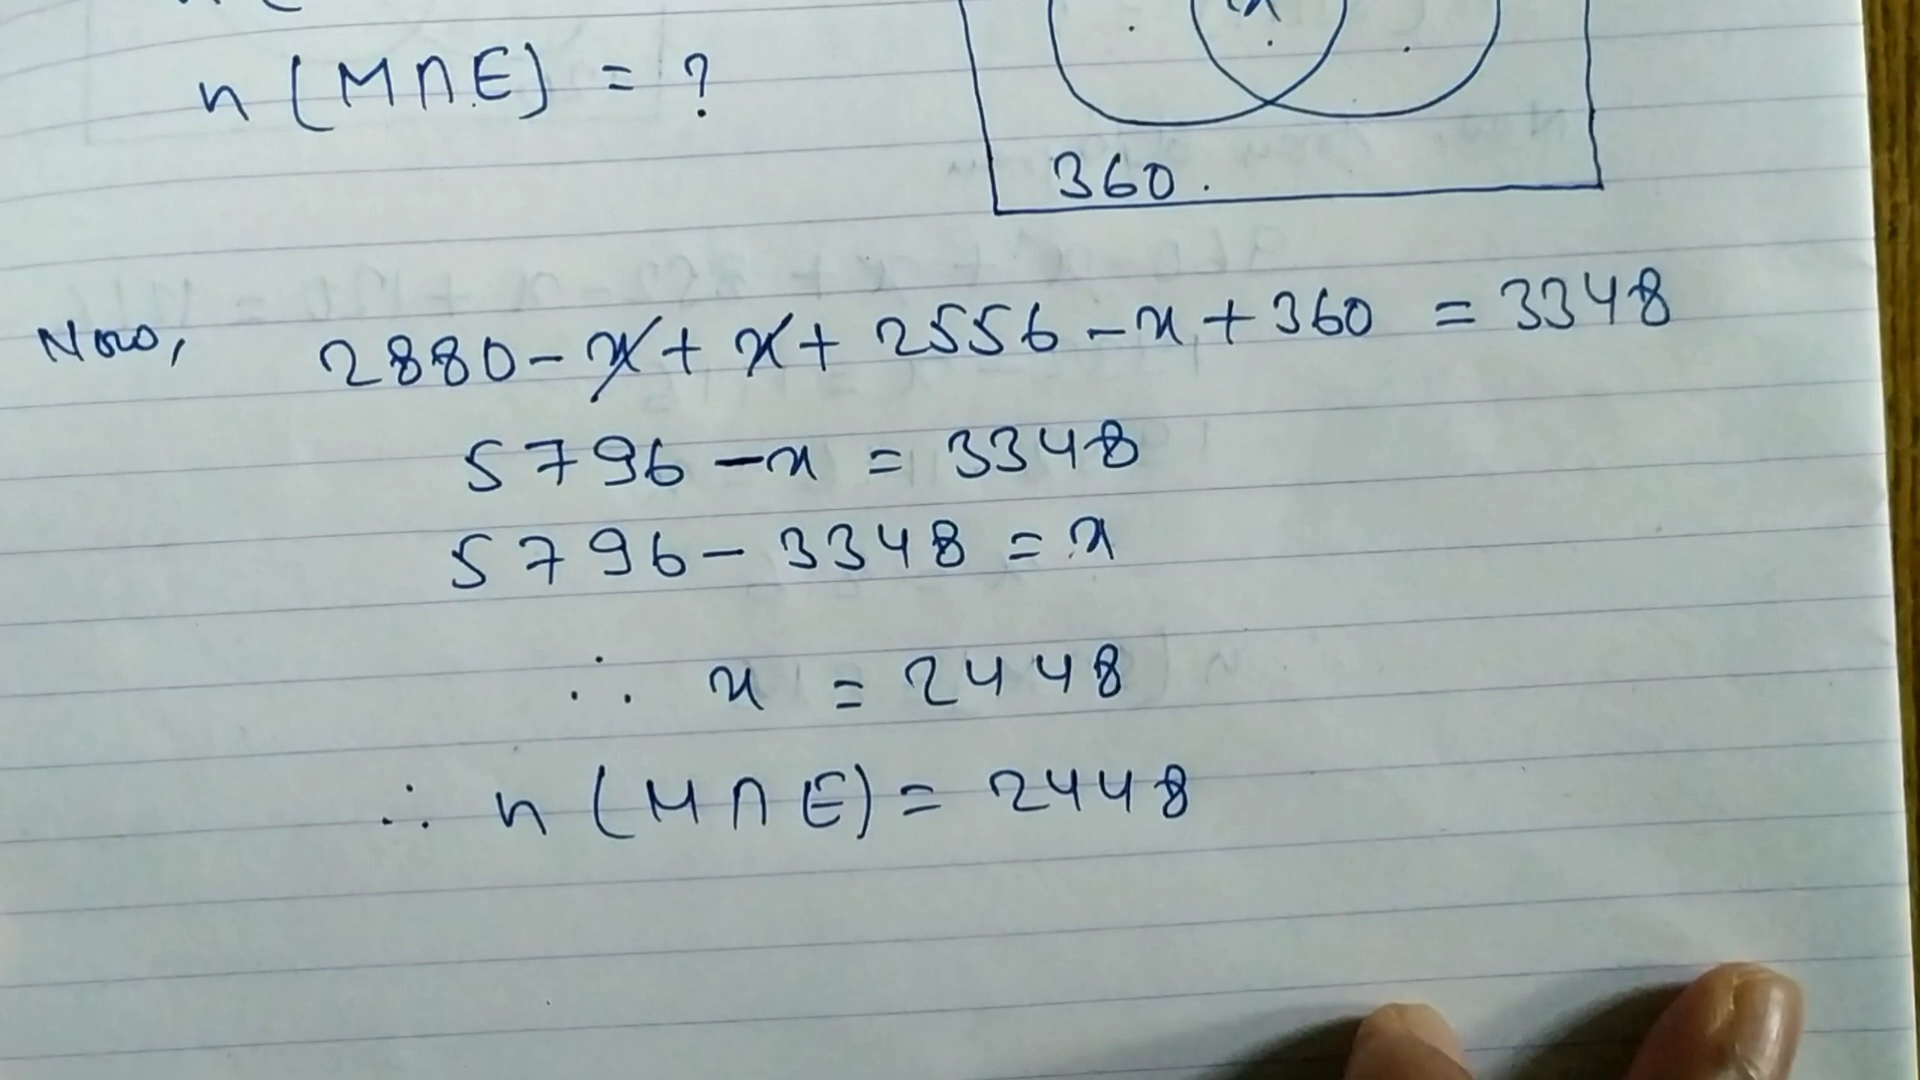 n (M∩E) = ?
x
360.
Now, 2880 - x + x + 2556 - x + 360 = 3348
5796 - x = 3348
5796 - 3348 = x
∴ x = 2448
∴ n (M∩E) = 2448